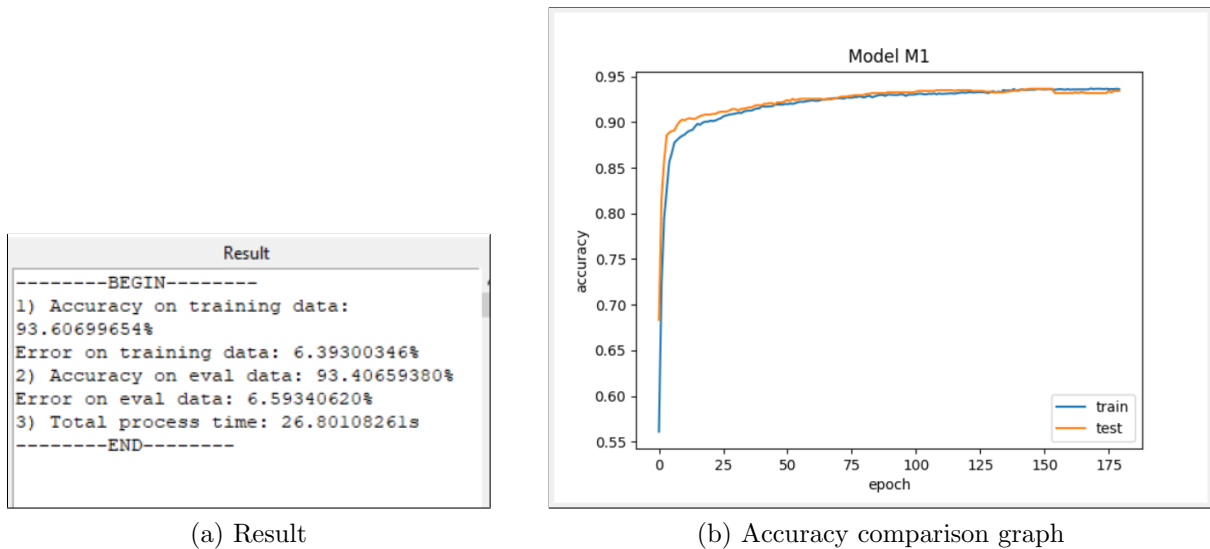 Result
--------BEGIN--------
1) Accuracy on training data:
93.60699654%
Error on training data: 6.39300346%
2) Accuracy on eval data: 93.40659380%
Error on eval data: 6.59340620%
3) Total process time: 26.80108261s
--------END--------
(a) Result
Model M1
accuracy
0.95
0.90
0.85
0.80
0.75
0.70
0.65
0.60
0.55
train
test
0 25 50 75 100 125 150 175
epoch
(b) Accuracy comparison graph